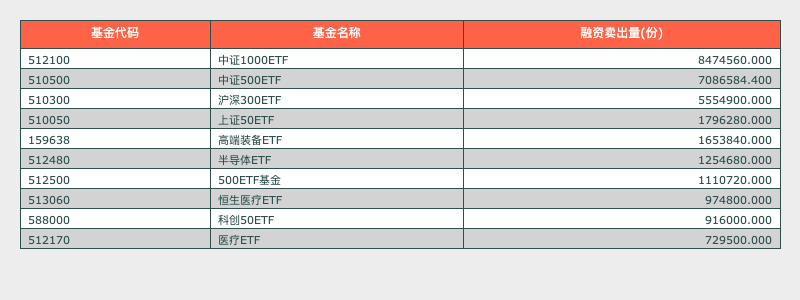 基金代码 基金名称 融资卖出量(份)
512100 中证1000ETF 8474560.000
510500 中证500ETF 7086584.400
510300 沪深300ETF 5554900.000
510050 上证50ETF 1796280.000
159638 高端装备ETF 1653840.000
512480 半导体ETF 1254680.000
512500 500ETF基金 1110720.000
513060 恒生医疗ETF 974800.000
588000 科创50ETF 916000.000
512170 医疗ETF 729500.000